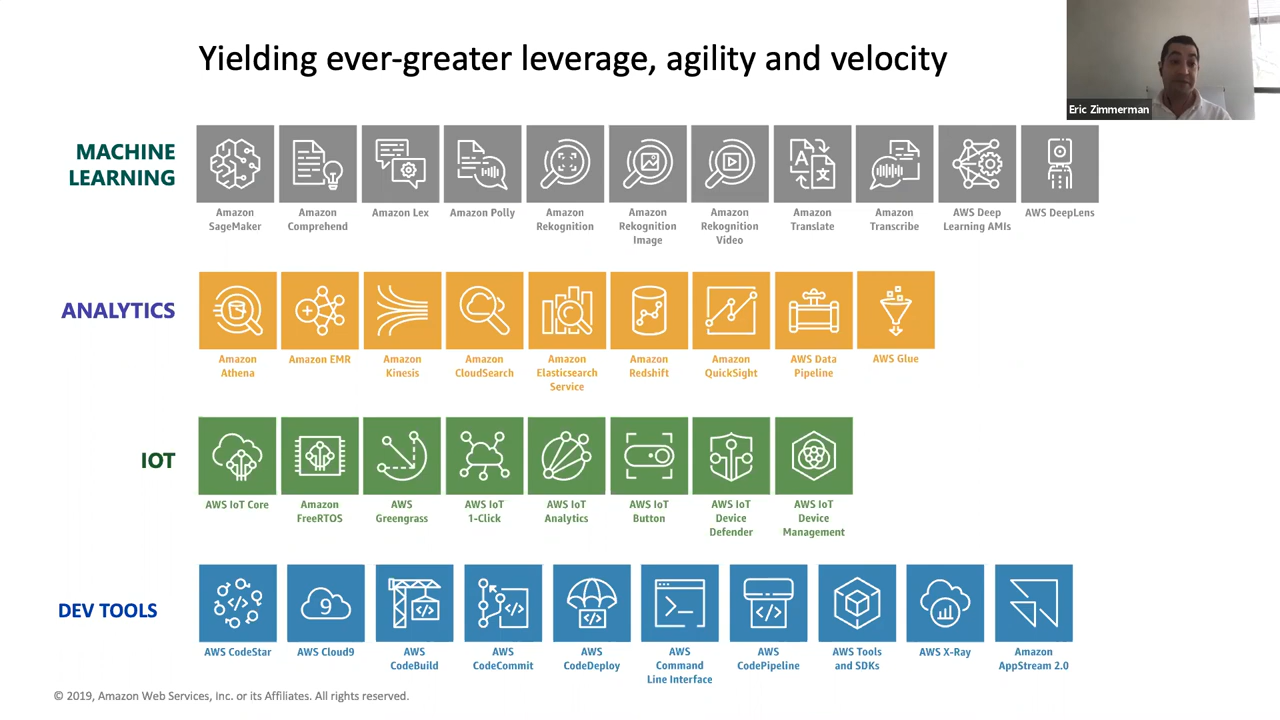 Yielding ever-greater leverage, agility and velocity
Eric Zimmerman
MACHINE
LEARNING
Amazon
SageMaker
Amazon
Comprehend
Amazon Lex
Amazon Polly
Amazon
Rekognition
Amazon
Rekognition
Image
Amazon
Rekognition
Video
A
文
Amazon
Translate
Amazon
Transcribe
AWS Deep
Learning AMIs
AWS DeepLens
ANALYTICS
Amazon
Athena
Amazon EMR
Amazon
Kinesis
Amazon
CloudSearch
Amazon
Elasticsearch
Service
Amazon
Redshift
Amazon
QuickSight
AWS Data
Pipeline
AWS Glue
IOT
AWS IoT Core
Amazon
FreeRTOS
AWS
Greengrass
AWS IoT
1-Click
AWS IoT
Analytics
AWS IoT
Button
AWS IoT
Device
Defender
AWS IoT
Device
Management
DEV TOOLS
</>
AWS CodeStar
9
AWS Cloud9
</>
AWS
CodeBuild
</>
AWS
CodeCommit
</>
AWS
CodeDeploy
>_
AWS
Command
Line Interface
</>
AWS
CodePipeline
AWS Tools
and SDKs
AWS X-Ray
Amazon
AppStream 2.0
© 2019, Amazon Web Services, Inc. or its Affiliates. All rights reserved.